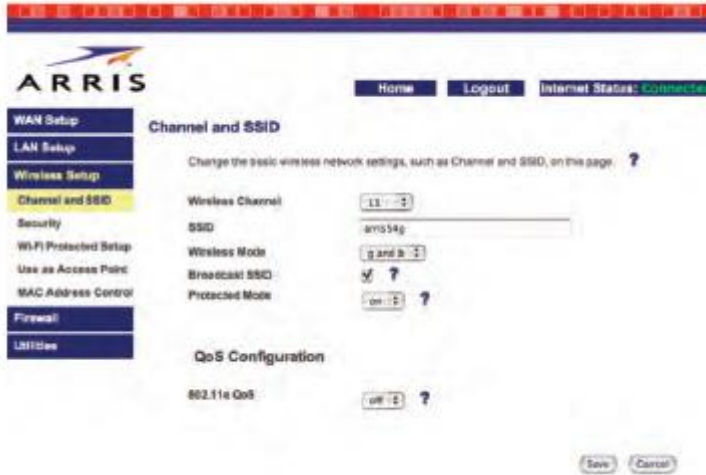 ARRIS
Home Logout Internet Status: Connected
WAN Setup
LAN Setup
Wireless Setup
Channel and SSID
Security
Wi-Fi Protected Setup
Use as Access Point
MAC Address Control
Firewall
Utilities
Channel and SSID
Change the basic wireless network settings, such as Channel and SSID, on this page. ?
Wireless Channel 11
SSID arris54g
Wireless Mode g and b
Broadcast SSID ?
Protected Mode on ?
QoS Configuration
802.11e QoS off ?
Save Cancel